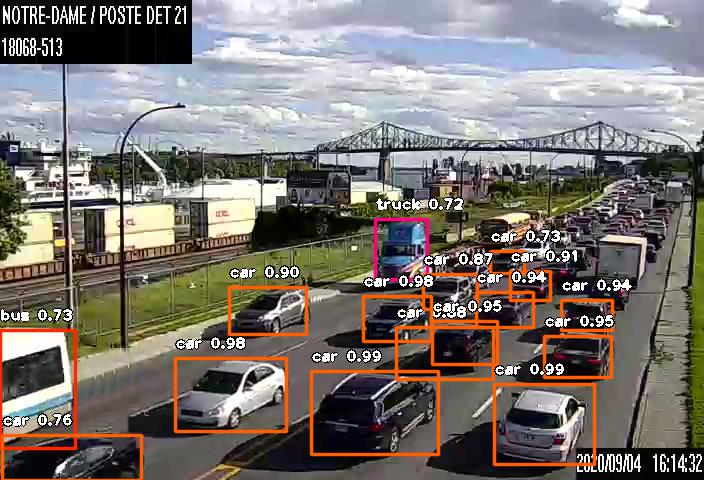 NOTRE-DAME / POSTE DET 21
18068-513
truck 0.72
car 0.73
car 0.87
car 0.91
car 0.90
car 0.98
car 0.94
car 0.94
bus 0.73
car 0.95
car 0.95
car 0.98
car 0.99
car 0.99
car 0.76
2020/09/04 16:14:32